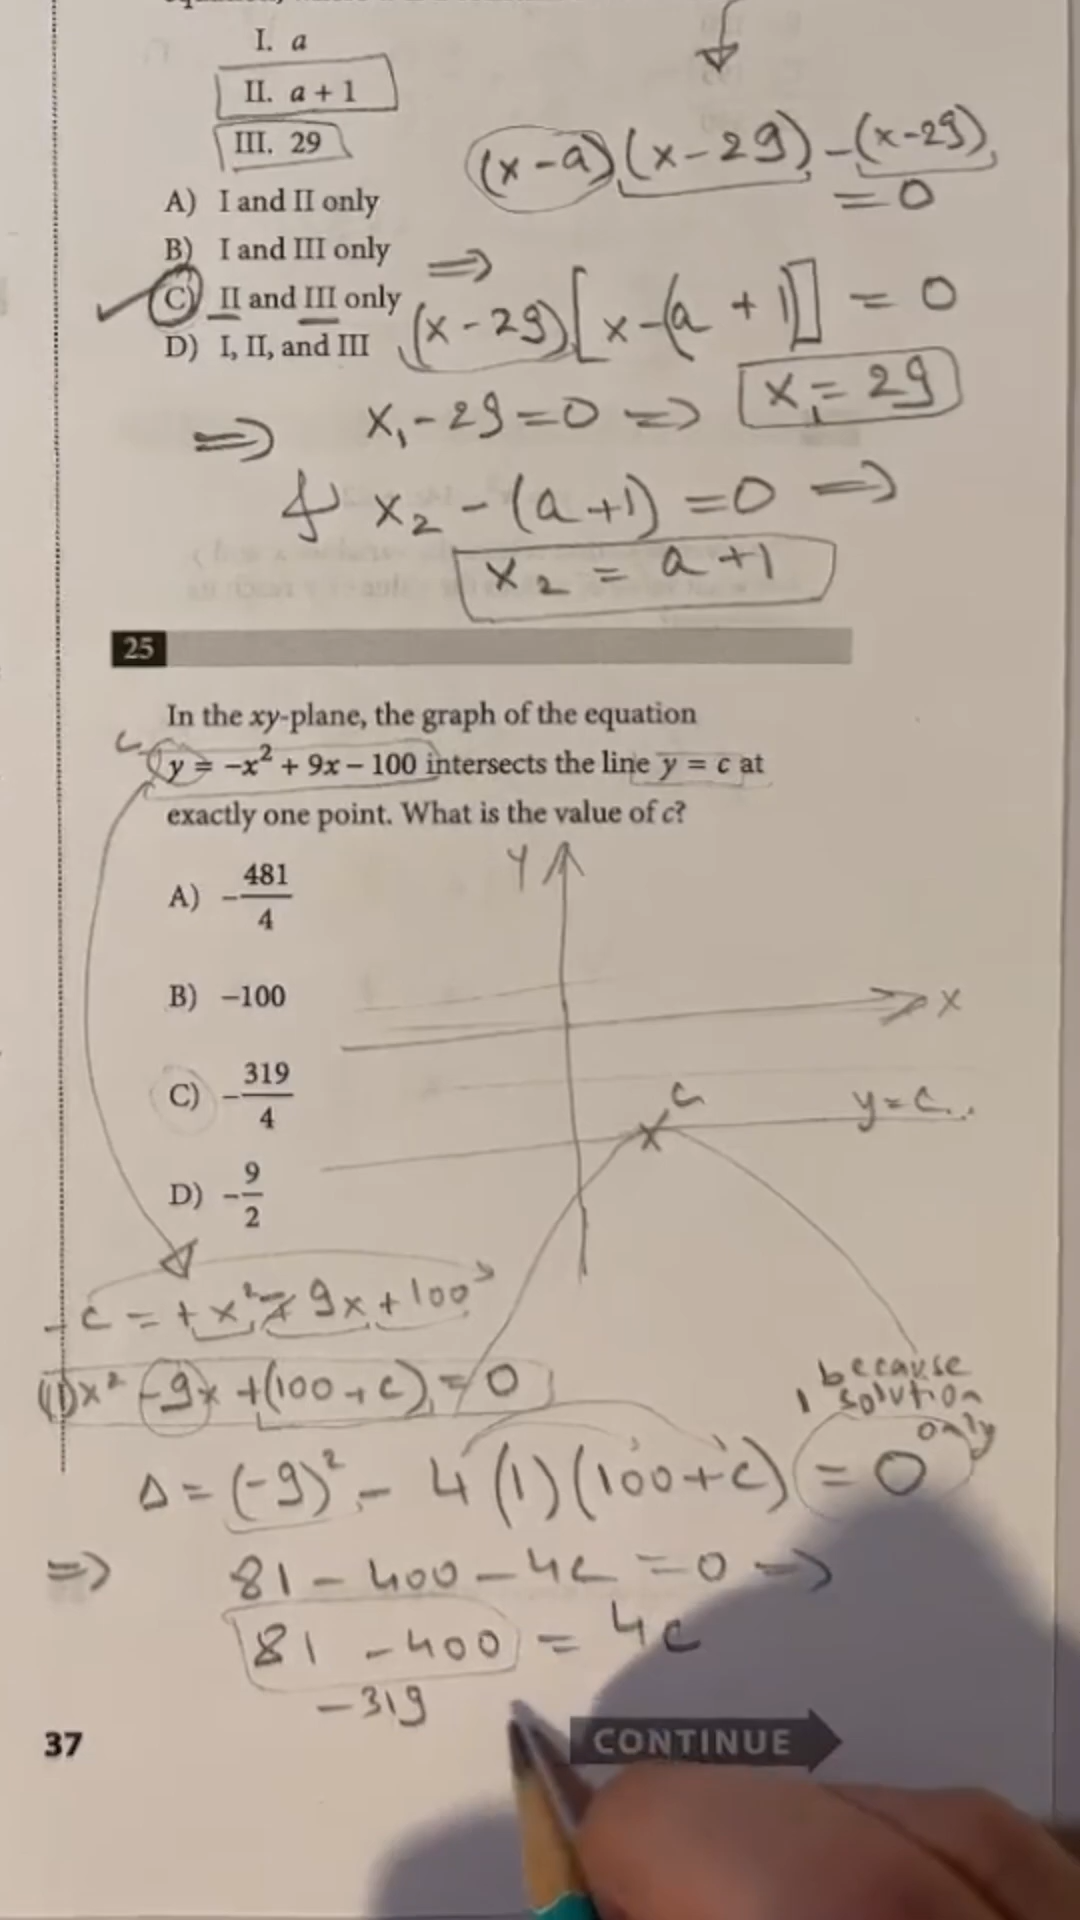 I. a
II. a + 1
III. 29
(x-a)(x-29)-(x-29)
=0
A) I and II only
B) I and III only
C) II and III only
D) I, II, and III
⇒
(x-29)[x-(a+1)] = 0
⇒ x₁-29=0 ⇒ x₁=29
& x₂-(a+1)=0 ⇒
x₂ = a+1
25
In the xy-plane, the graph of the equation
y = -x² + 9x - 100 intersects the line y = c at
exactly one point. What is the value of c?
A) -481/4
B) -100
C) -319/4
D) -9/2
Y
X
C
y=c
C
-c = +x² - 9x + 100
(1)x² -9x +(100+c) = 0
because
1 solution
only
Δ = (-9)² - 4(1)(100+c) = 0
⇒ 81 - 400 - 4c = 0 ⇒
81 - 400 = 4c
-319
37
CONTINUE